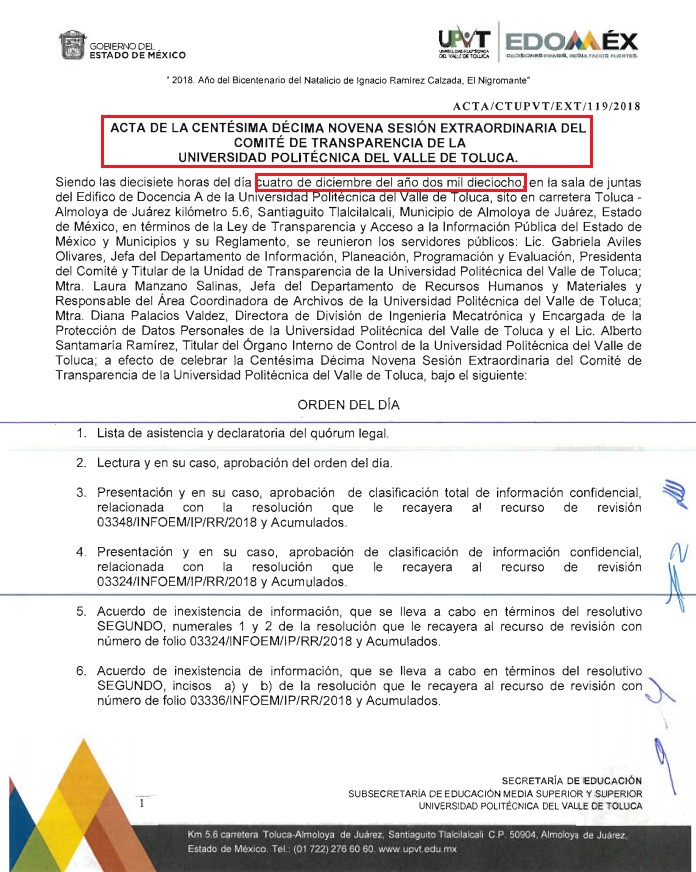 GOBIERNO DEL
ESTADO DE MÉXICO
UPVT
UNIVERSIDAD POLITÉCNICA
DEL VALLE DE TOLUCA
EDOMÉX
DECISIONES FIRMES, RESULTADOS FUERTES.
" 2018. Año del Bicentenario del Natalicio de Ignacio Ramírez Calzada, El Nigromante"
ACTA/CTUPVT/EXT/119/2018
ACTA DE LA CENTÉSIMA DÉCIMA NOVENA SESIÓN EXTRAORDINARIA DEL
COMITÉ DE TRANSPARENCIA DE LA
UNIVERSIDAD POLITÉCNICA DEL VALLE DE TOLUCA.
Siendo las diecisiete horas del día cuatro de diciembre del año dos mil dieciocho, en la sala de juntas
del Edifico de Docencia A de la Universidad Politécnica del Valle de Toluca, sito en carretera Toluca -
Almoloya de Juárez kilómetro 5.6, Santiaguito Tlalcilalcali, Municipio de Almoloya de Juárez, Estado
de México, en términos de la Ley de Transparencia y Acceso a la Información Pública del Estado de
México y Municipios y su Reglamento, se reunieron los servidores públicos: Lic. Gabriela Aviles
Olivares, Jefa del Departamento de Información, Planeación, Programación y Evaluación, Presidenta
del Comité y Titular de la Unidad de Transparencia de la Universidad Politécnica del Valle de Toluca;
Mtra. Laura Manzano Salinas, Jefa del Departamento de Recursos Humanos y Materiales y
Responsable del Área Coordinadora de Archivos de la Universidad Politécnica del Valle de Toluca;
Mtra. Diana Palacios Valdez, Directora de División de Ingeniería Mecatrónica y Encargada de la
Protección de Datos Personales de la Universidad Politécnica del Valle de Toluca y el Lic. Alberto
Santamaría Ramírez, Titular del Órgano Interno de Control de la Universidad Politécnica del Valle de
Toluca; a efecto de celebrar la Centésima Décima Novena Sesión Extraordinaria del Comité de
Transparencia de la Universidad Politécnica del Valle de Toluca, bajo el siguiente:
ORDEN DEL DÍA
1. Lista de asistencia y declaratoria del quórum legal.
2. Lectura y en su caso, aprobación del orden del día.
3. Presentación y en su caso, aprobación de clasificación total de información confidencial,
relacionada con la resolución que le recayera al recurso de revisión
03348/INFOEM/IP/RR/2018 y Acumulados.
4. Presentación y en su caso, aprobación de clasificación de información confidencial,
relacionada con la resolución que le recayera al recurso de revisión
03324/INFOEM/IP/RR/2018 y Acumulados.
5. Acuerdo de inexistencia de información, que se lleva a cabo en términos del resolutivo
SEGUNDO, numerales 1 y 2 de la resolución que le recayera al recurso de revisión con
número de folio 03324/INFOEM/IP/RR/2018 y Acumulados.
6. Acuerdo de inexistencia de información, que se lleva a cabo en términos del resolutivo
SEGUNDO, incisos a) y b) de la resolución que le recayera al recurso de revisión con
número de folio 03336/INFOEM/IP/RR/2018 y Acumulados.
SECRETARÍA DE EDUCACIÓN
SUBSECRETARÍA DE EDUCACIÓN MEDIA SUPERIOR Y SUPERIOR
UNIVERSIDAD POLITÉCNICA DEL VALLE DE TOLUCA
1
Km 5.6 carretera Toluca-Almoloya de Juárez, Santiaguito Tlalcilalcali C.P. 50904, Almoloya de Juárez,
Estado de México. Tel.: (01 722) 276 60 60. www.upvt.edu.mx